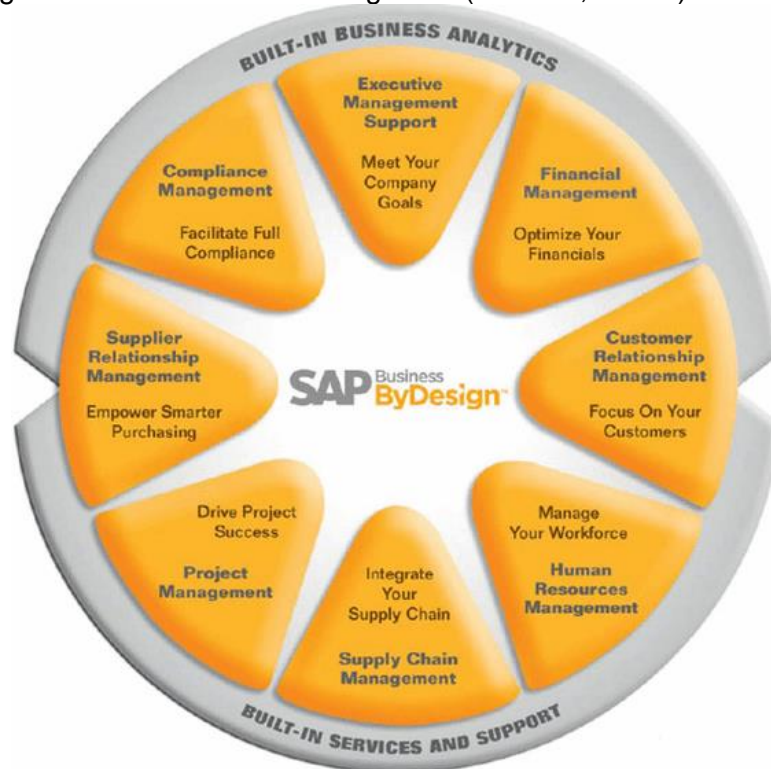 BUILT-IN BUSINESS ANALYTICS
Executive
Management
Support
Meet Your
Company
Goals
Financial
Management
Optimize Your
Financials
Customer
Relationship
Management
Focus On Your
Customers
Manage
Your Workforce
Human
Resources
Management
Integrate
Your
Supply Chain
Supply Chain
Management
Drive Project
Success
Project
Management
Supplier
Relationship
Management
Empower Smarter
Purchasing
Compliance
Management
Facilitate Full
Compliance
SAP Business
ByDesign™
BUILT-IN SERVICES AND SUPPORT